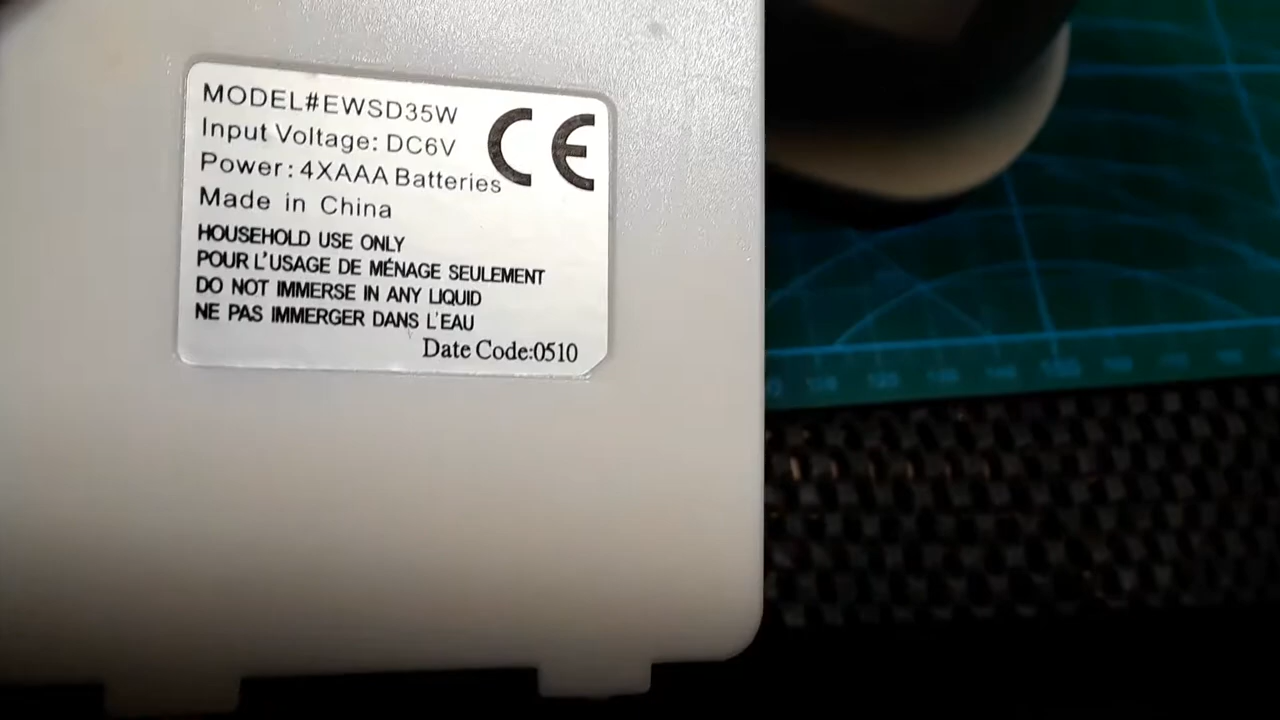 MODEL#EWSD35W
Input Voltage: DC6V
Power: 4XAAA Batteries
Made in China
CE
HOUSEHOLD USE ONLY
POUR L'USAGE DE MÉNAGE SEULEMENT
DO NOT IMMERSE IN ANY LIQUID
NE PAS IMMERGER DANS L'EAU
Date Code:0510